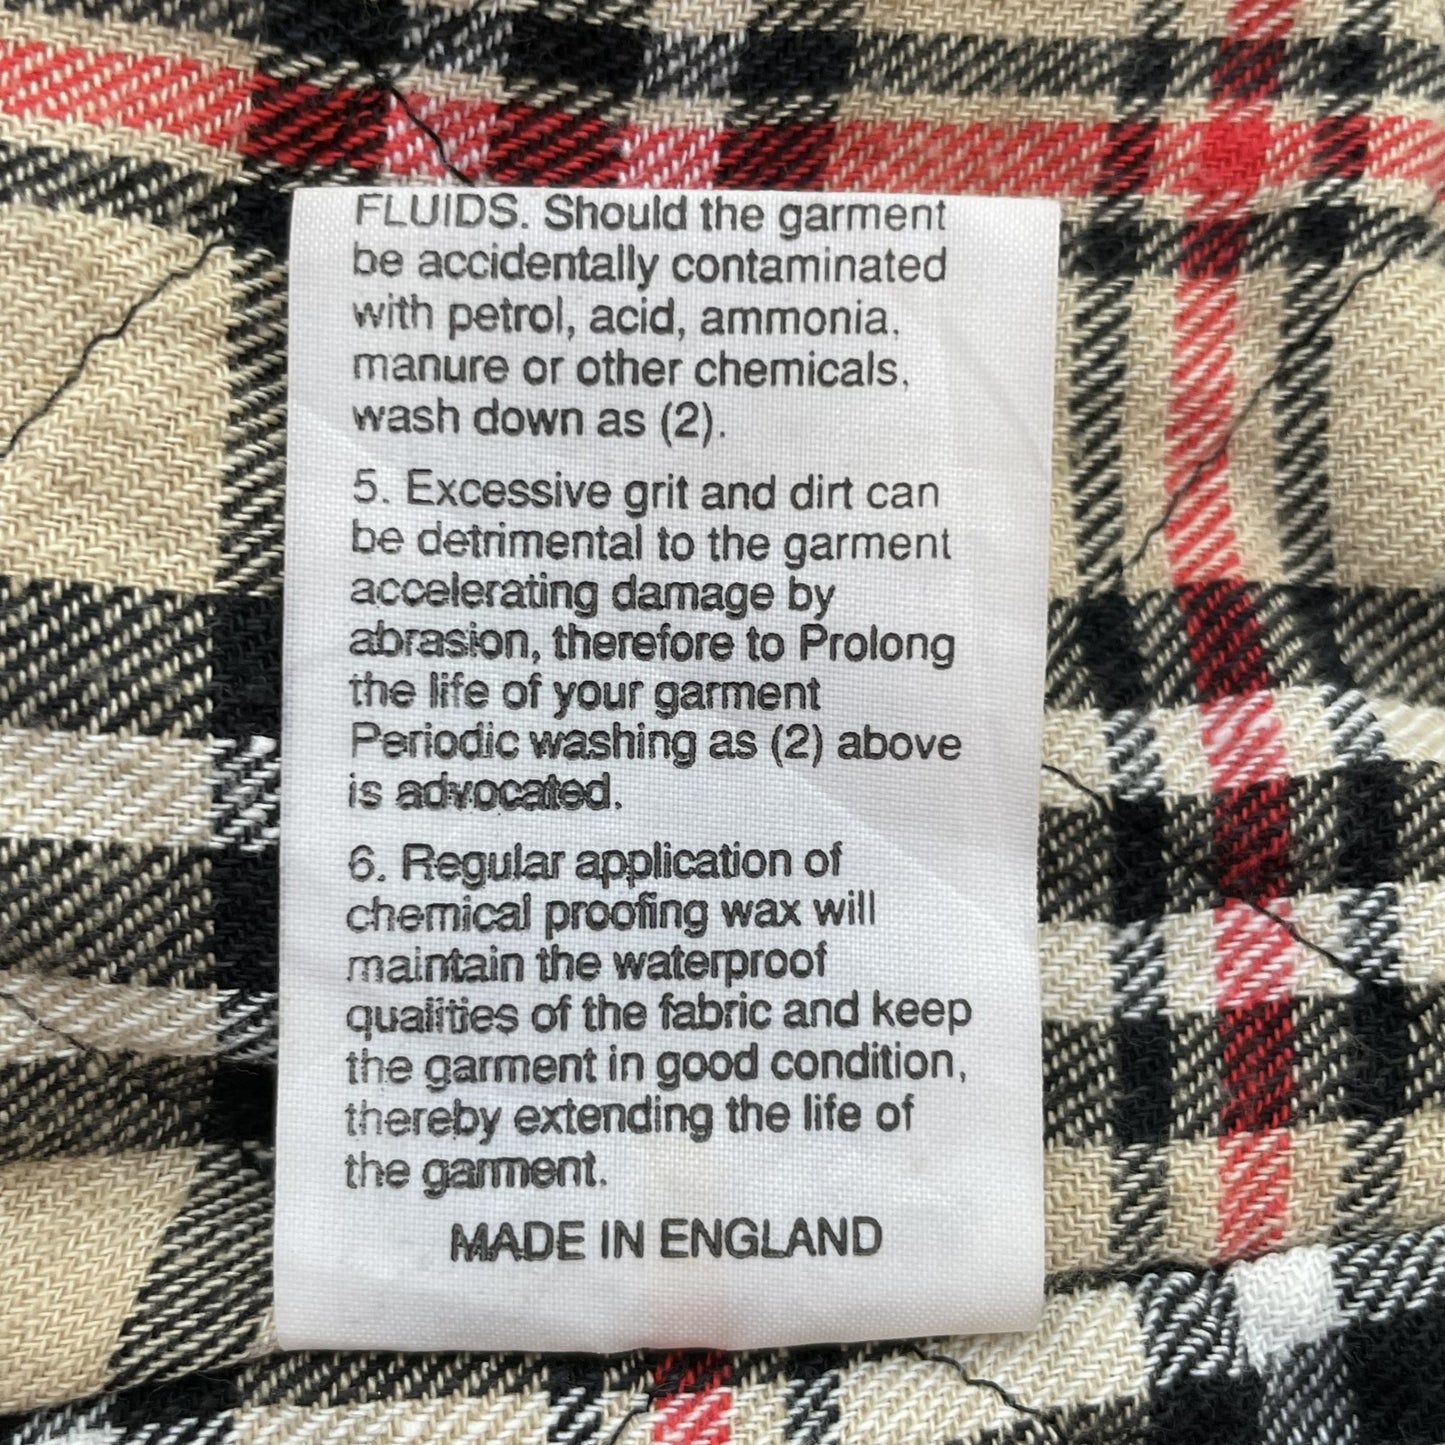 FLUIDS. Should the garment
be accidentally contaminated
with petrol, acid, ammonia,
manure or other chemicals,
wash down as (2).
5. Excessive grit and dirt can
be detrimental to the garment
accelerating damage by
abrasion, therefore to Prolong
the life of your garment
Periodic washing as (2) above
is advocated.
6. Regular application of
chemical proofing wax will
maintain the waterproof
qualities of the fabric and keep
the garment in good condition,
thereby extending the life of
the garment.
MADE IN ENGLAND